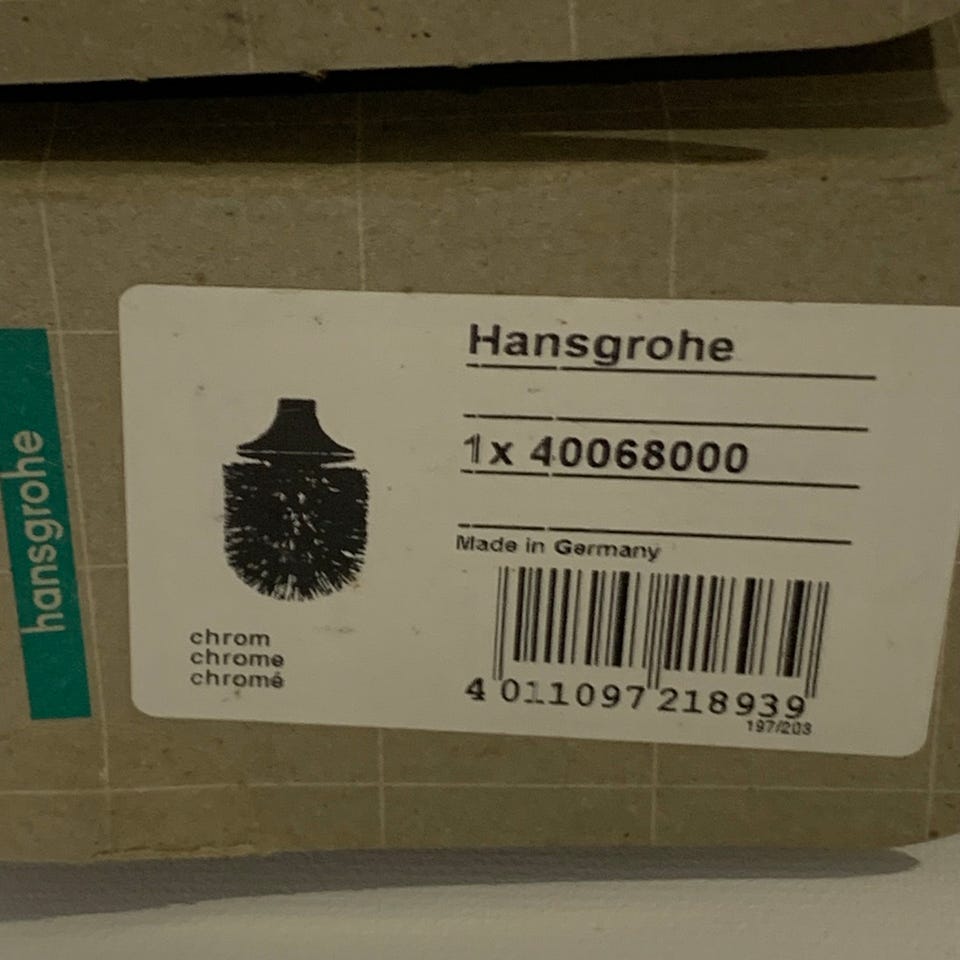 hansgrohe
Hansgrohe
1x 40068000
Made in Germany
chrom
chrome
chromé
4 011097 218939
197/203